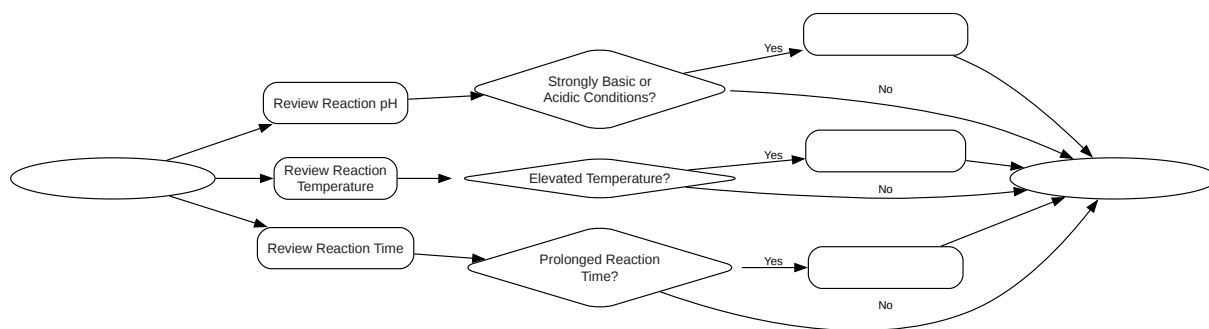 Yes
Strongly Basic or
Acidic Conditions?
No
Review Reaction pH
Yes
Review Reaction
Temperature
Elevated Temperature?
No
Review Reaction Time
Prolonged Reaction
Time?
Yes
No